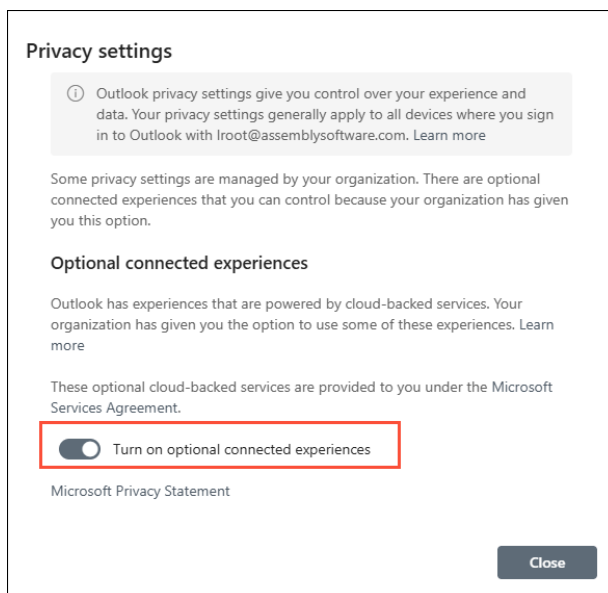 Privacy settings
Outlook privacy settings give you control over your experience and
data. Your privacy settings generally apply to all devices where you sign
in to Outlook with lroot@assemblysoftware.com. Learn more
Some privacy settings are managed by your organization. There are optional
connected experiences that you can control because your organization has given
you this option.
Optional connected experiences
Outlook has experiences that are powered by cloud-backed services. Your
organization has given you the option to use some of these experiences. Learn
more
These optional cloud-backed services are provided to you under the Microsoft
Services Agreement.
Turn on optional connected experiences
Microsoft Privacy Statement
Close